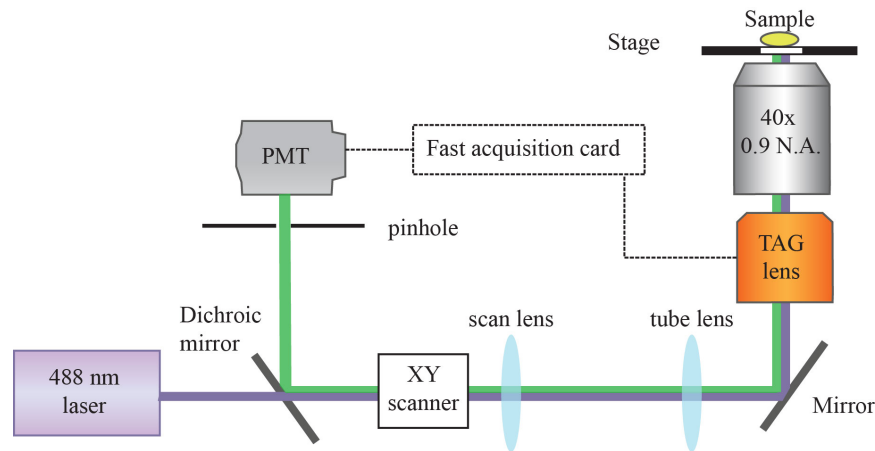 Sample
Stage
40x
0.9 N.A.
PMT
Fast acquisition card
pinhole
TAG
lens
Dichroic
mirror
scan lens
tube lens
488 nm
laser
XY
scanner
Mirror